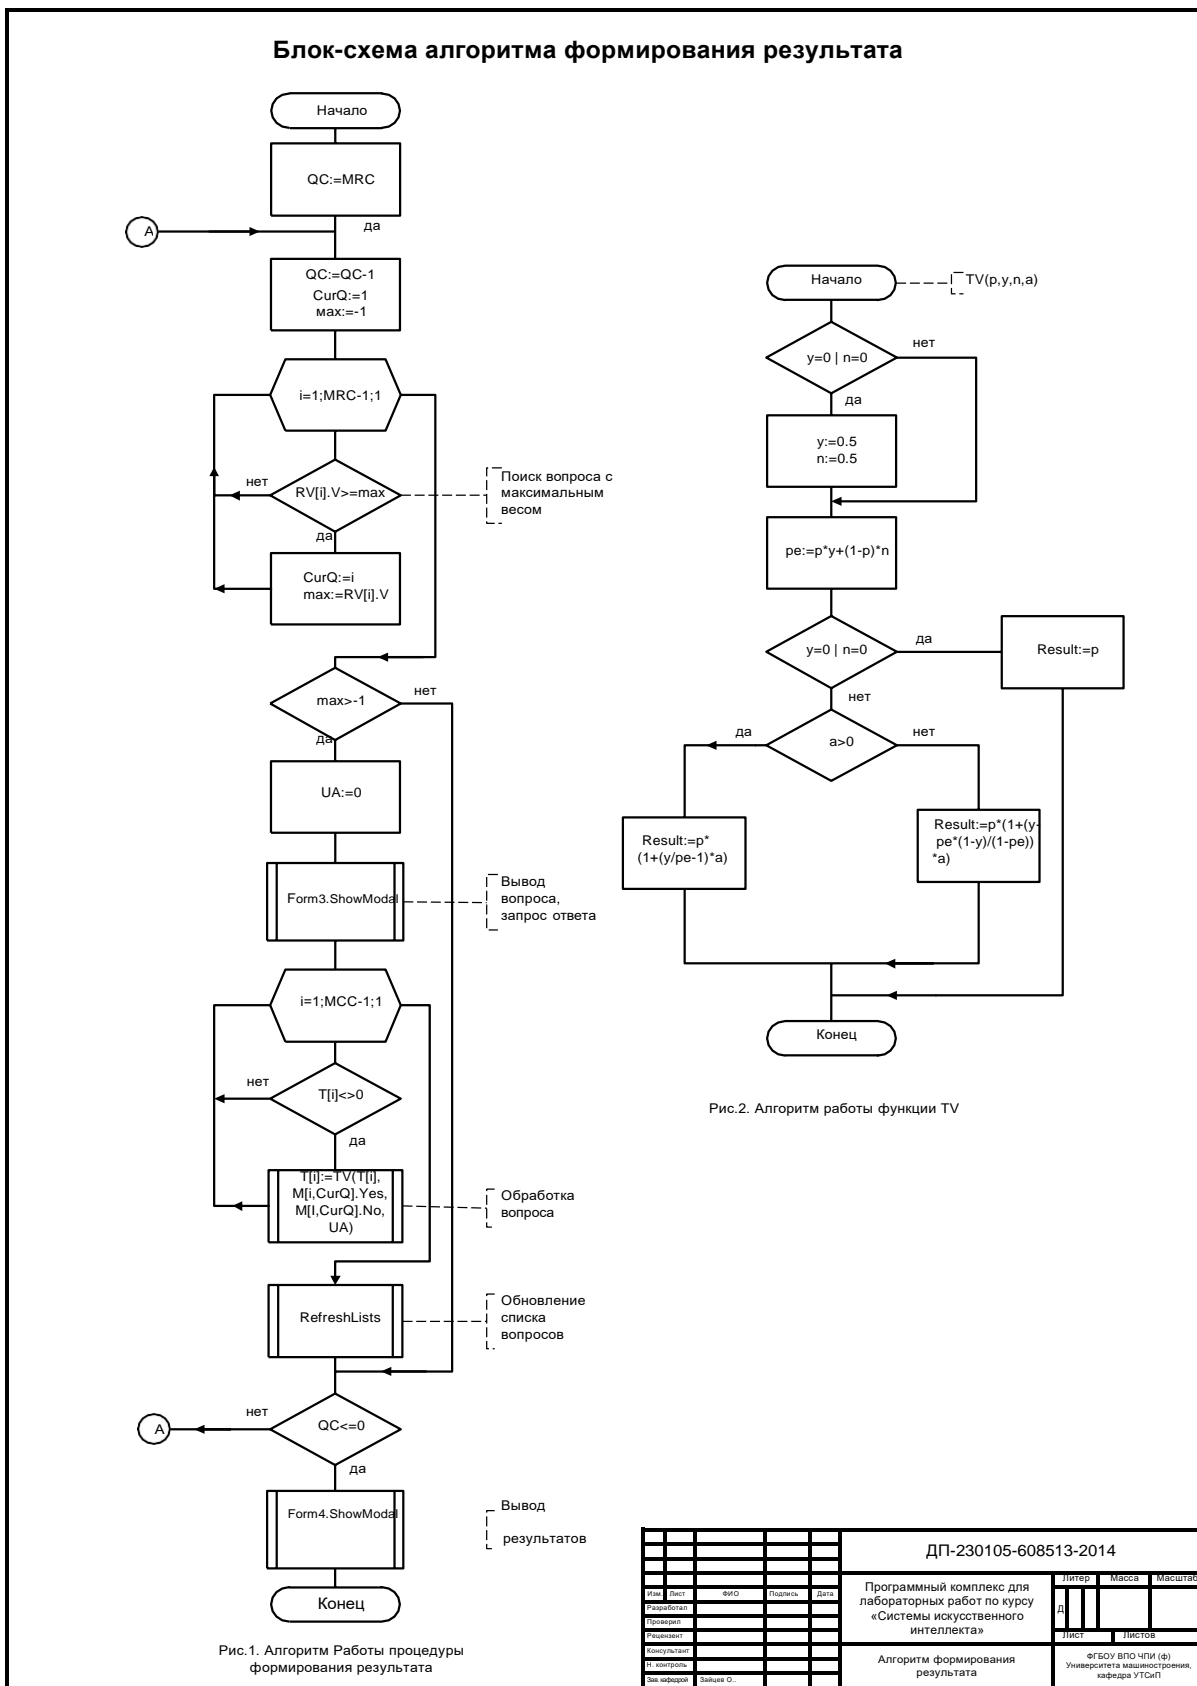 Блок-схема алгоритма формирования результата
Начало
QC:=MRC
да
A
QC:=QC-1
CurQ:=1
max:=-1
i=1;MRC-1;1
нет
RV[i].V>=max
Поиск вопроса с
максимальным
весом
да
CurQ:=i
max:=RV[i].V
max>-1
нет
да
UA:=0
Form3.ShowModal
Вывод
вопроса,
запрос ответа
i=1;MCC-1;1
нет
T[i]<>0
да
T[i]:=TV(T[i],
M[i,CurQ].Yes,
M[I,CurQ].No,
UA)
Обработка
вопроса
RefreshLists
Обновление
списка
вопросов
нет
A
QC<=0
да
Form4.ShowModal
Вывод
результатов
Конец
Рис.1. Алгоритм Работы процедуры
формирования результата
Начало
TV(p,y,n,a)
y=0 | n=0
нет
да
y:=0.5
n:=0.5
pe:=p*y+(1-p)*n
y=0 | n=0
да
Result:=p
нет
да
a>0
нет
Result:=p*
(1+(y/pe-1)*a)
Result:=p*(1+(y-
pe*(1-y)/(1-pe))
*a)
Конец
Рис.2. Алгоритм работы функции TV
ДП-230105-608513-2014
Изм. Лист ФИО Подпись Дата
Разработал
Проверил
Рецензент
Консультант
Н. контроль
Зав.кафедрой Зайцев О..
Программный комплекс для
лабораторных работ по курсу
«Системы искусственного
интеллекта»
Литер Масса Масштаб
Д
Лист Листов
Алгоритм формирования
результата
ФГБОУ ВПО ЧПИ (ф)
Университета машиностроения,
кафедра УТСиП